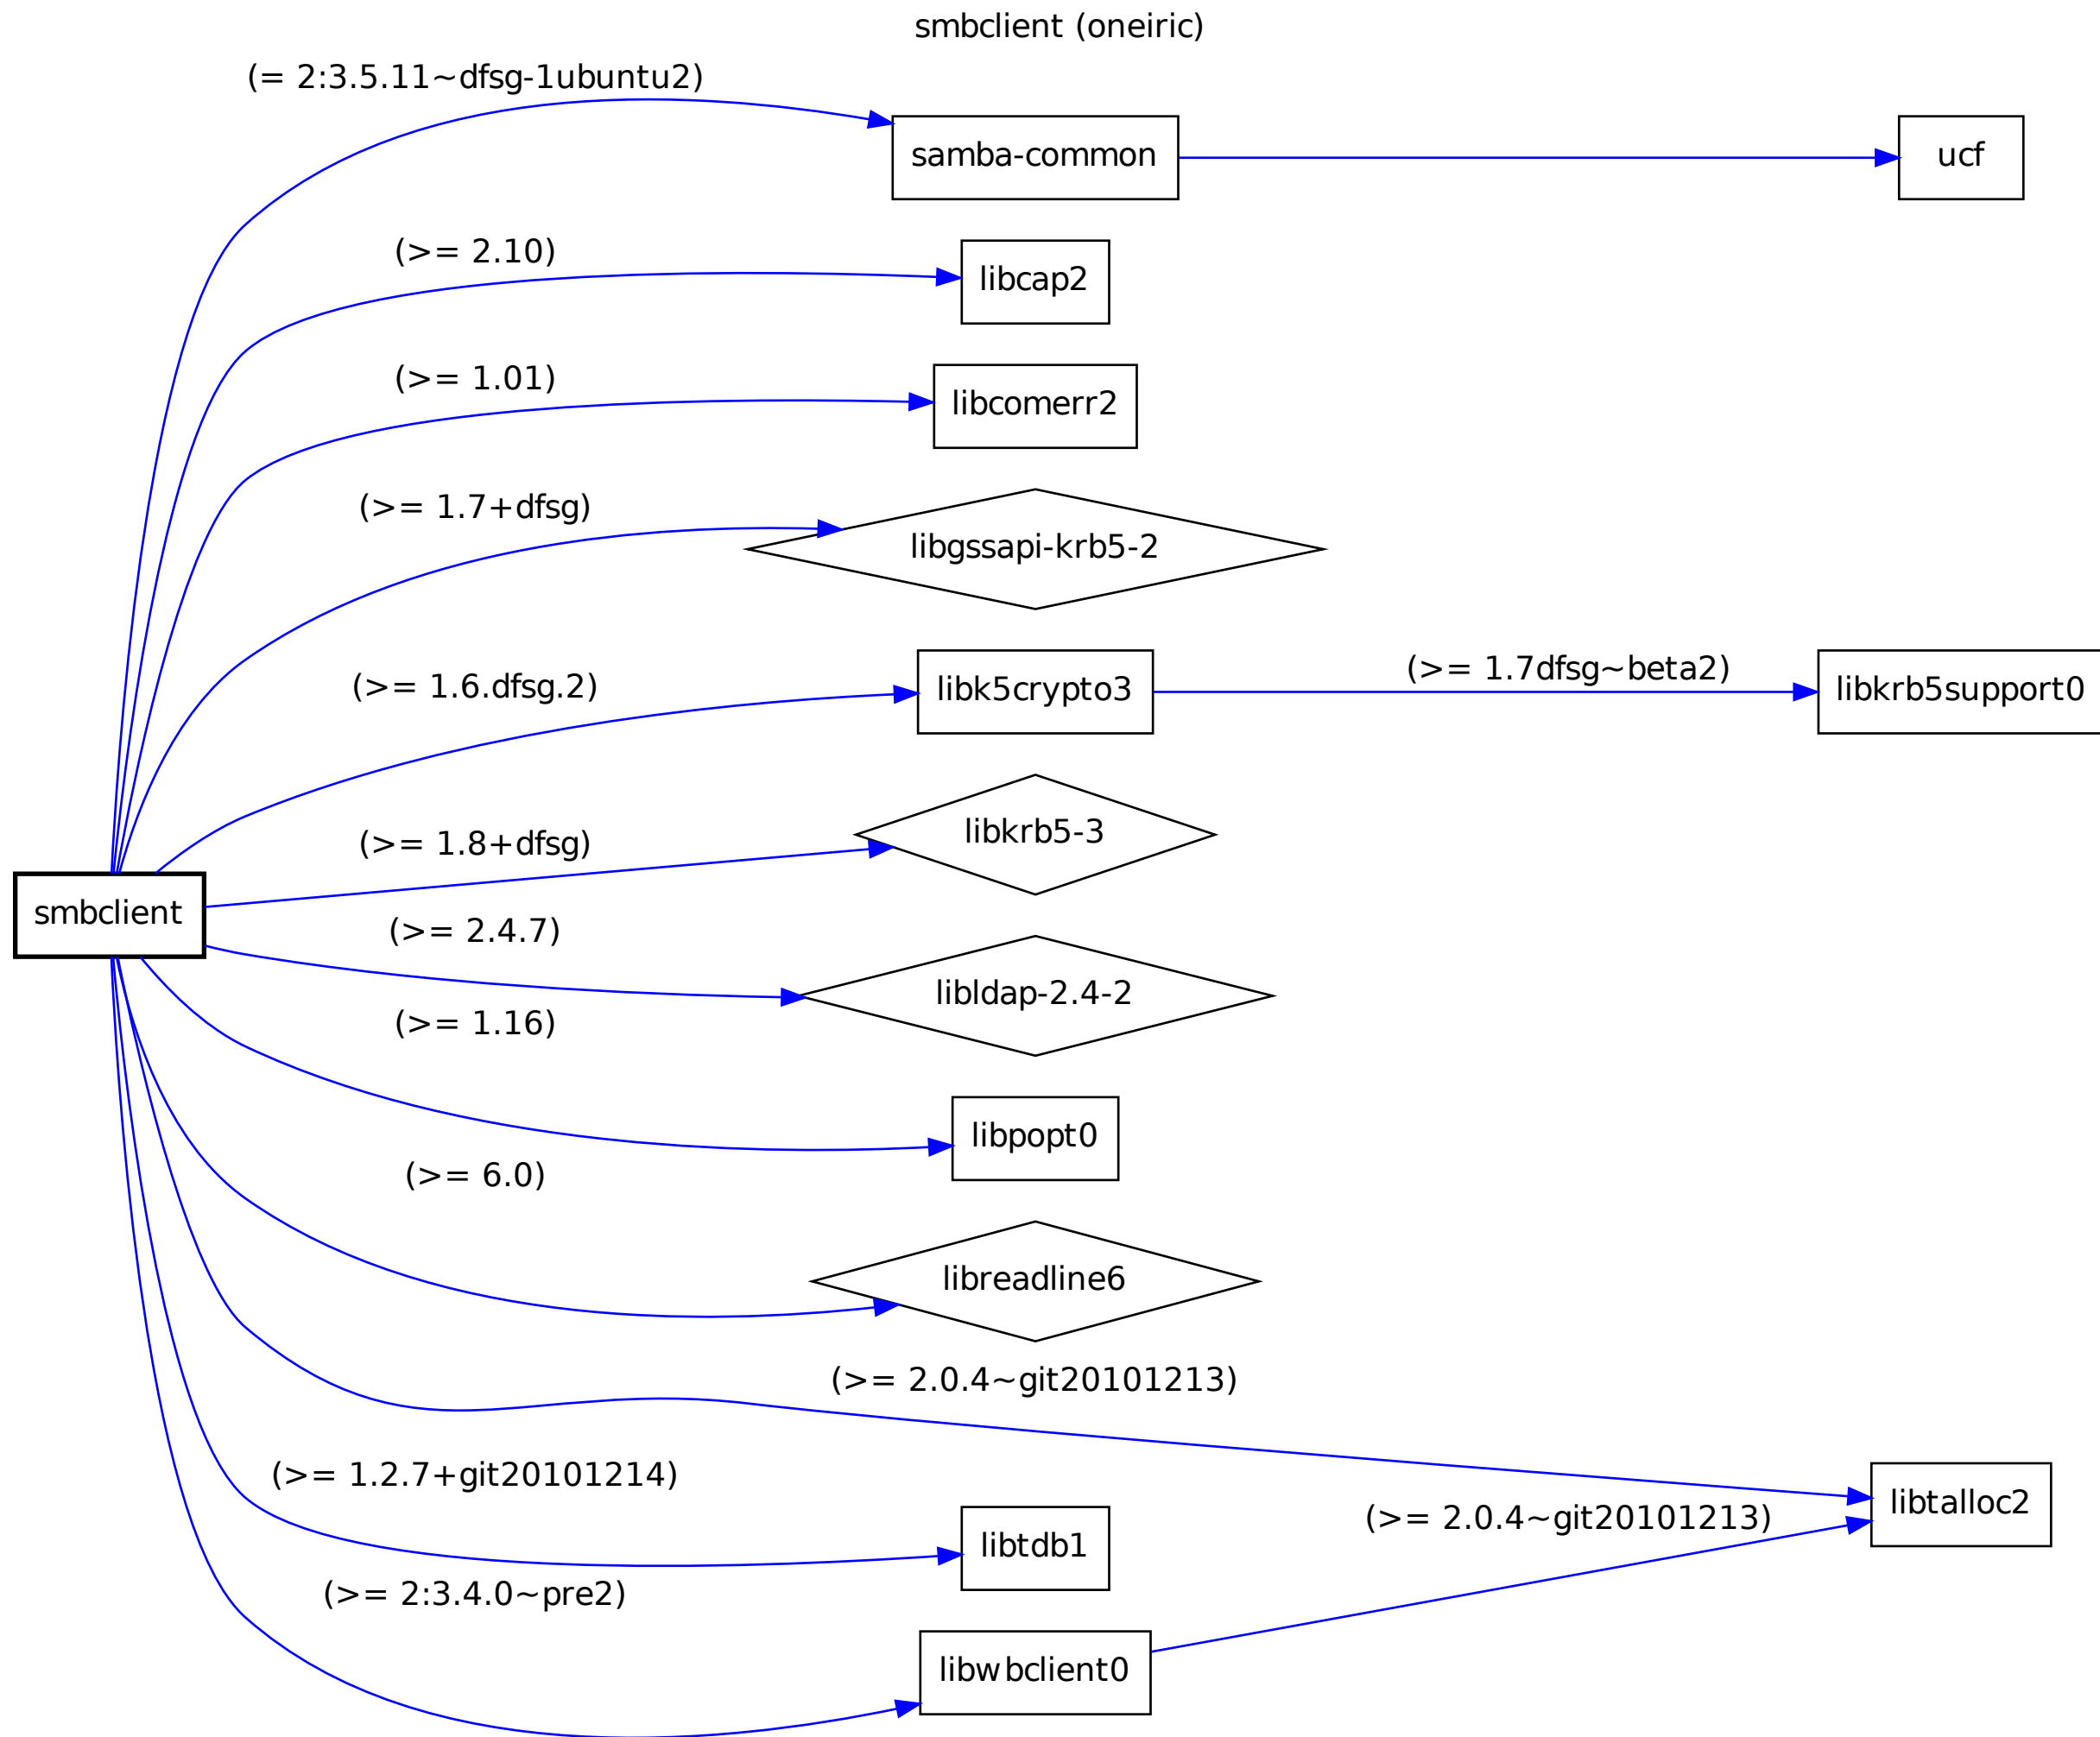 smbclient (oneiric)
(= 2:3.5.11~dfsg-1ubuntu2)
samba-common
ucf
(>= 2.10)
libcap2
(>= 1.01)
libcomerr2
(>= 1.7+dfsg)
libgssapi-krb5-2
(>= 1.6.dfsg.2)
libk5crypto3
(>= 1.7dfsg~beta2)
libkrb5support0
(>= 1.8+dfsg)
libkrb5-3
smbclient
(>= 2.4.7)
libldap-2.4-2
(>= 1.16)
libpopt0
(>= 6.0)
libreadline6
(>= 2.0.4~git20101213)
(>= 1.2.7+git20101214)
libtdb1
(>= 2.0.4~git20101213)
libtalloc2
(>= 2:3.4.0~pre2)
libwbclient0